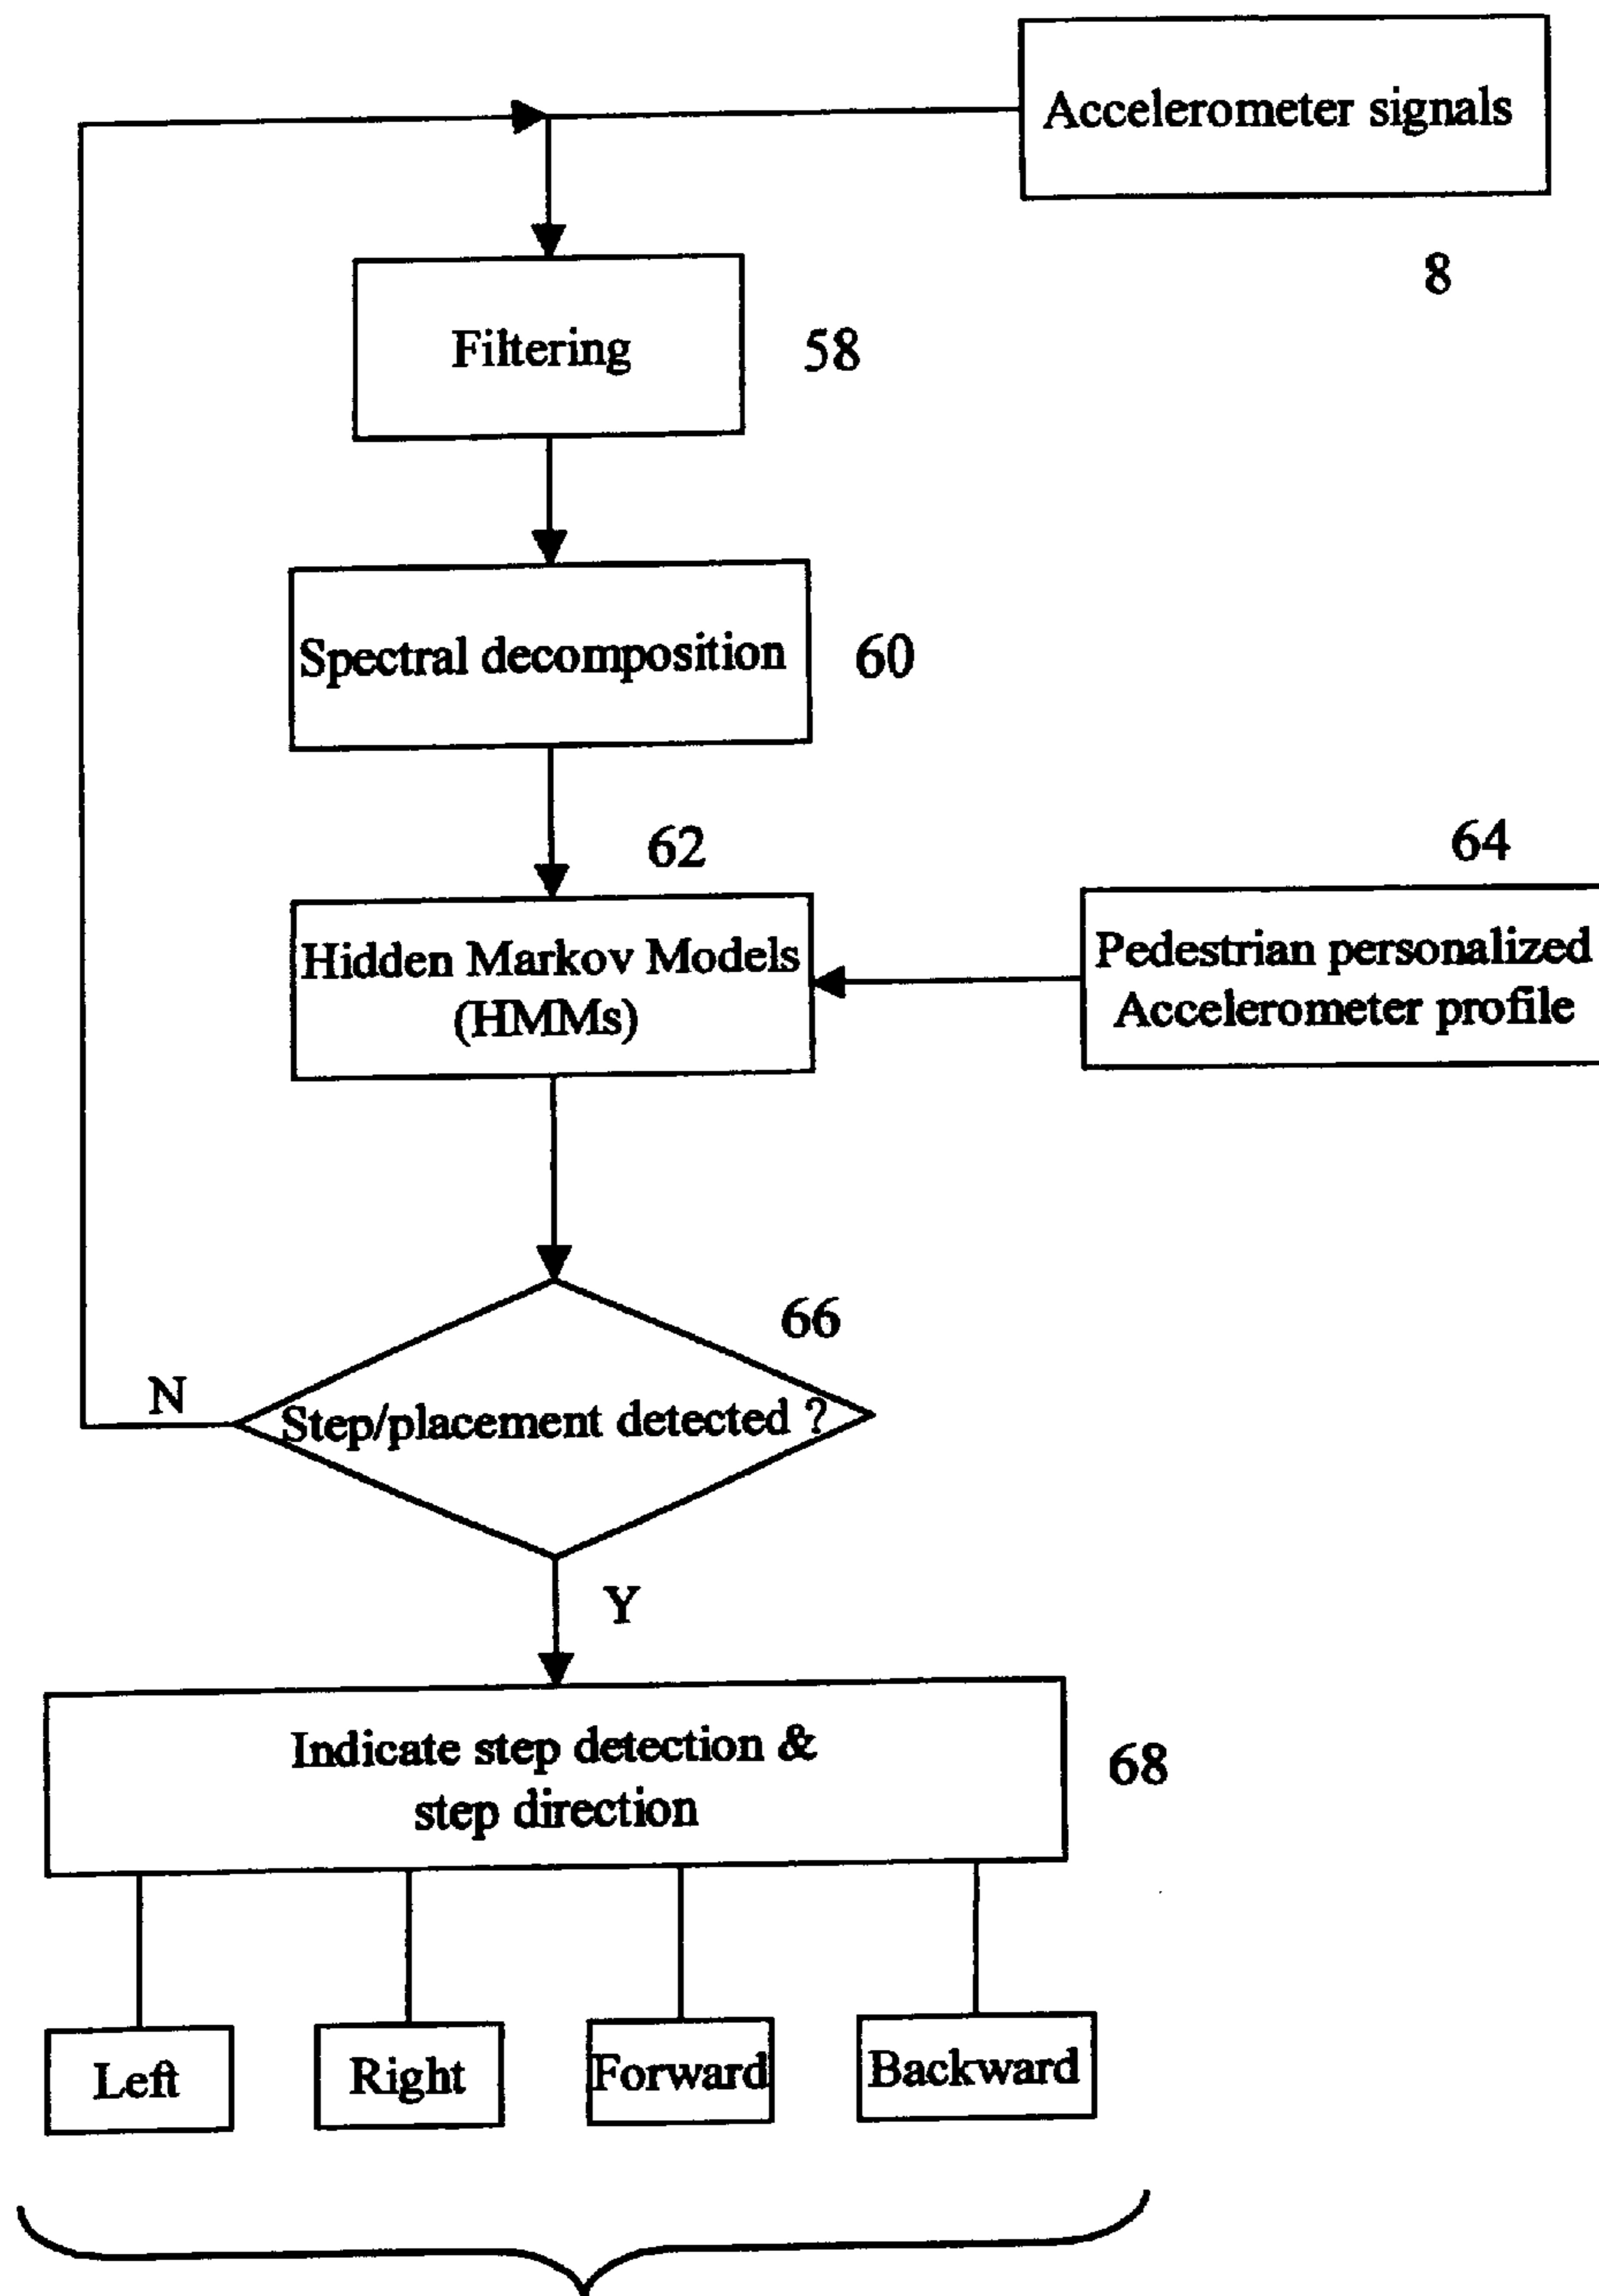 Accelerometer signals
8
Filtering
58
Spectral decomposition
60
62
64
Hidden Markov Models
(HMMs)
Pedestrian personalized
Accelerometer profile
66
N
Step/placement detected ?
Y
Indicate step detection &
step direction
68
Left
Right
Forward
Backward